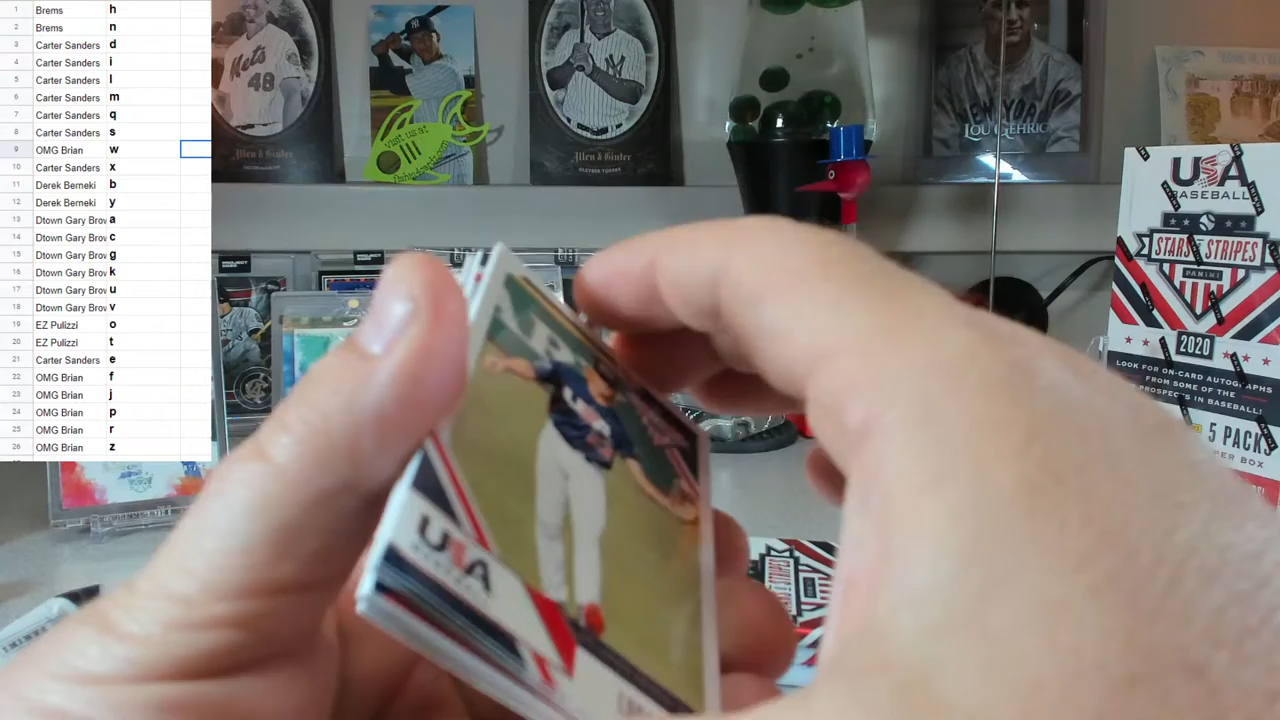 1 Brems h
2 Brems n
3 Carter Sanders d
4 Carter Sanders i
5 Carter Sanders l
6 Carter Sanders m
7 Carter Sanders q
8 Carter Sanders s
9 OMG Brian w
10 Carter Sanders x
11 Derek Berneki b
12 Derek Berneki y
13 Dtown Gary Brov a
14 Dtown Gary Brov c
15 Dtown Gary Brov g
16 Dtown Gary Brov k
17 Dtown Gary Brov u
18 Dtown Gary Brov v
19 EZ Pulizzi o
20 EZ Pulizzi t
21 Carter Sanders e
22 OMG Brian f
23 OMG Brian j
24 OMG Brian p
25 OMG Brian r
26 OMG Brian z
Mets
48
Allen & Ginter
visit us at
Allen & Ginter
NEW YORK
LOU GEHRIG
USA
BASEBALL
STARS STRIPES
PANINI
2020
LOOK FOR ON-CARD AUTOGRAPHS
FROM SOME OF THE
PROSPECTS IN BASEBALL!
5 PACKS
PER BOX
USA